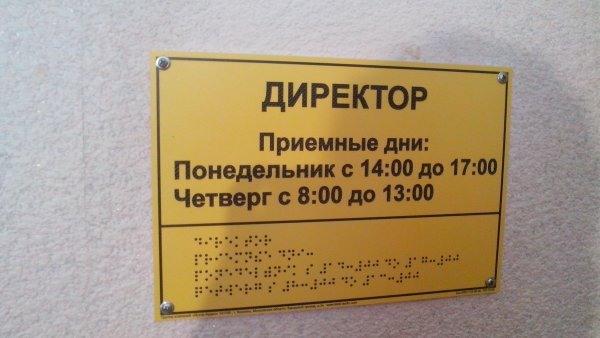 ДИРЕКТОР
Приемные дни:
Понедельник с 14:00 до 17:00
Четверг с 8:00 до 13:00